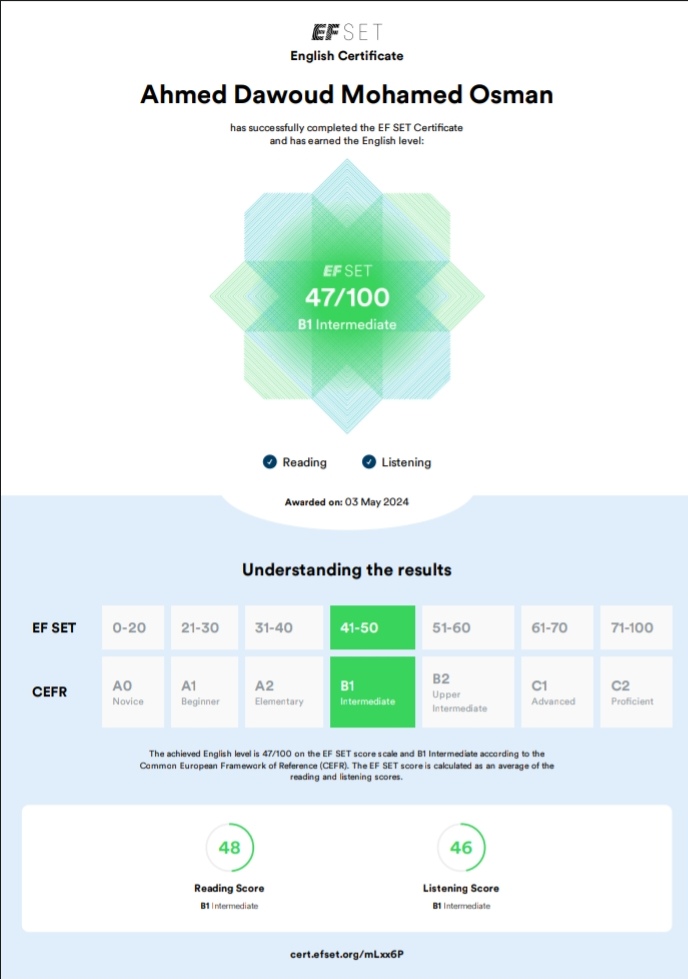 EF SET
English Certificate
Ahmed Dawoud Mohamed Osman
has successfully completed the EF SET Certificate
and has earned the English level:
EF SET
47/100
B1 Intermediate
Reading Listening
Awarded on: 03 May 2024
Understanding the results
EF SET 0-20 21-30 31-40 41-50 51-60 61-70 71-100
CEFR
A0 Novice
A1 Beginner
A2 Elementary
B1 Intermediate
B2 Upper Intermediate
C1 Advanced
C2 Proficient
The achieved English level is 47/100 on the EF SET score scale and B1 Intermediate according to the
Common European Framework of Reference (CEFR). The EF SET score is calculated as an average of the
reading and listening scores.
48
Reading Score
B1 Intermediate
46
Listening Score
B1 Intermediate
cert.efset.org/mLxx6P